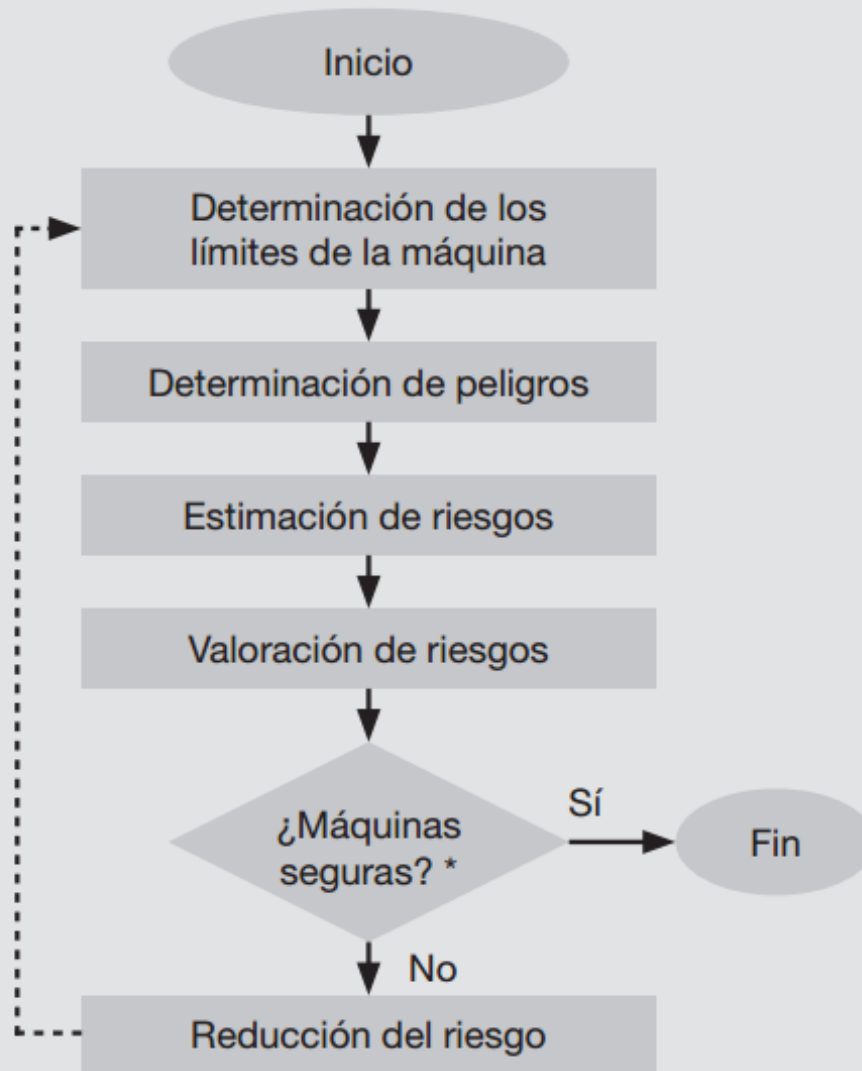 Inicio
Determinación de los
límites de la máquina
Determinación de peligros
Estimación de riesgos
Valoración de riesgos
¿Máquinas
seguras? *
Sí
Fin
No
Reducción del riesgo